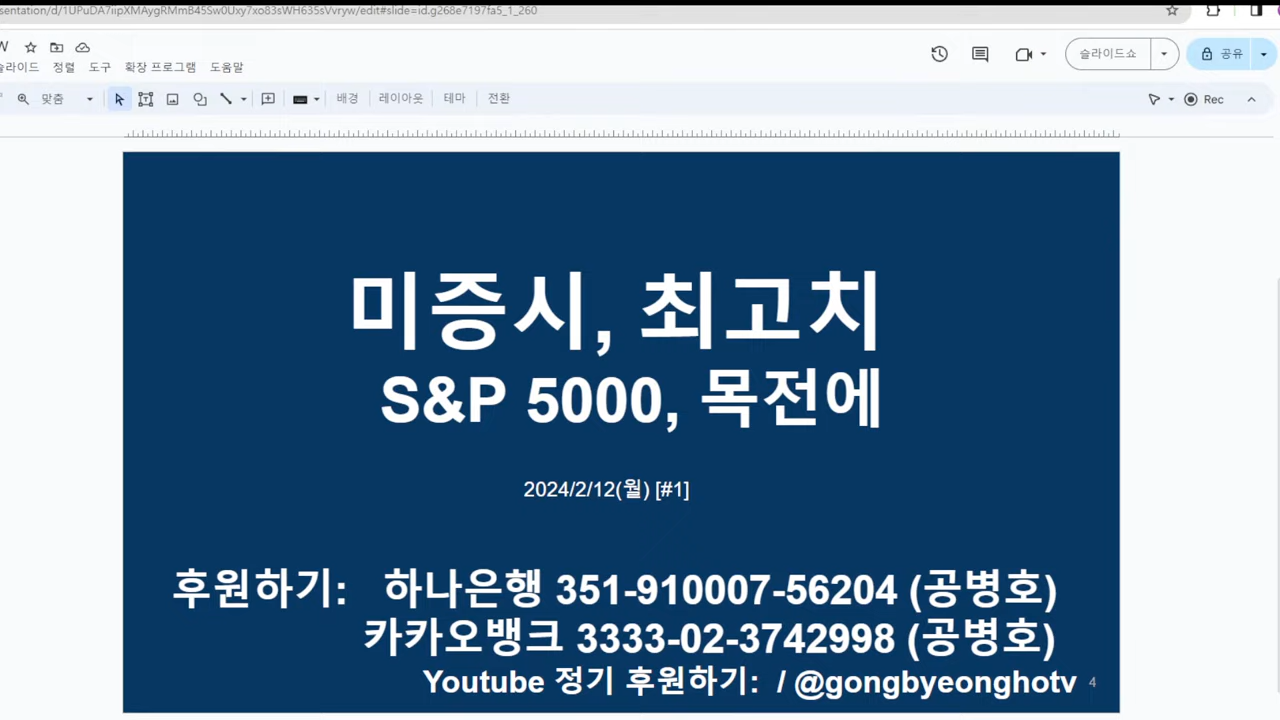 sentation/d/1UPuDA7iipXMAygRMmB45Sw0Uxy7xo83sWH635sVvryw/edit#slide=id.g268e7197fa5_1_260
슬라이드 정렬 도구 확장 프로그램 도움말
슬라이드쇼
공유
맞춤
배경 레이아웃 테마 전환
Rec
미증시, 최고치
S&P 5000, 목전에
2024/2/12(월) [#1]
후원하기: 하나은행 351-910007-56204 (공병호)
카카오뱅크 3333-02-3742998 (공병호)
Youtube 정기 후원하기: / @gongbyeonghotv
4